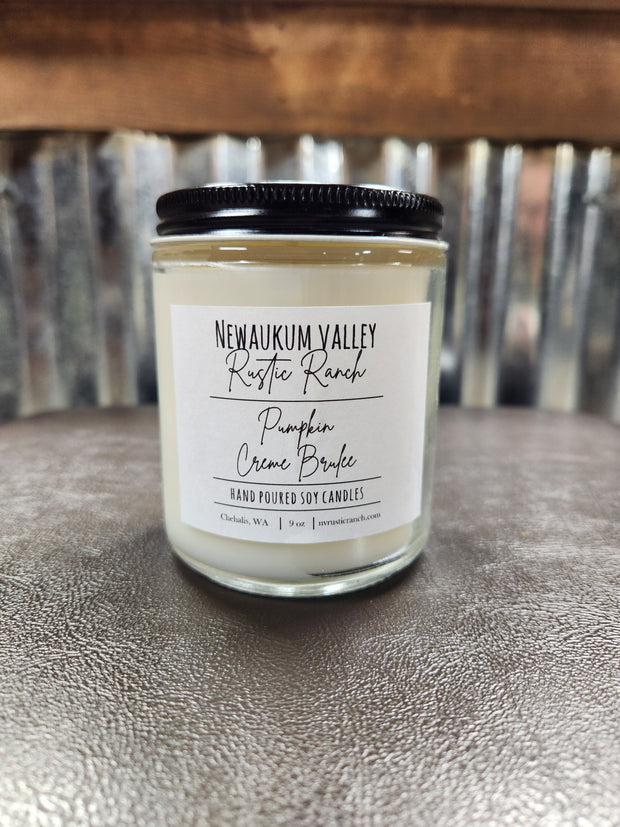 NEWAUKUM VALLEY
Rustic Ranch
Pumpkin
Creme Brulee
HAND POURED SOY CANDLES
Chehalis, WA | 9 oz | nvrusticranch.com